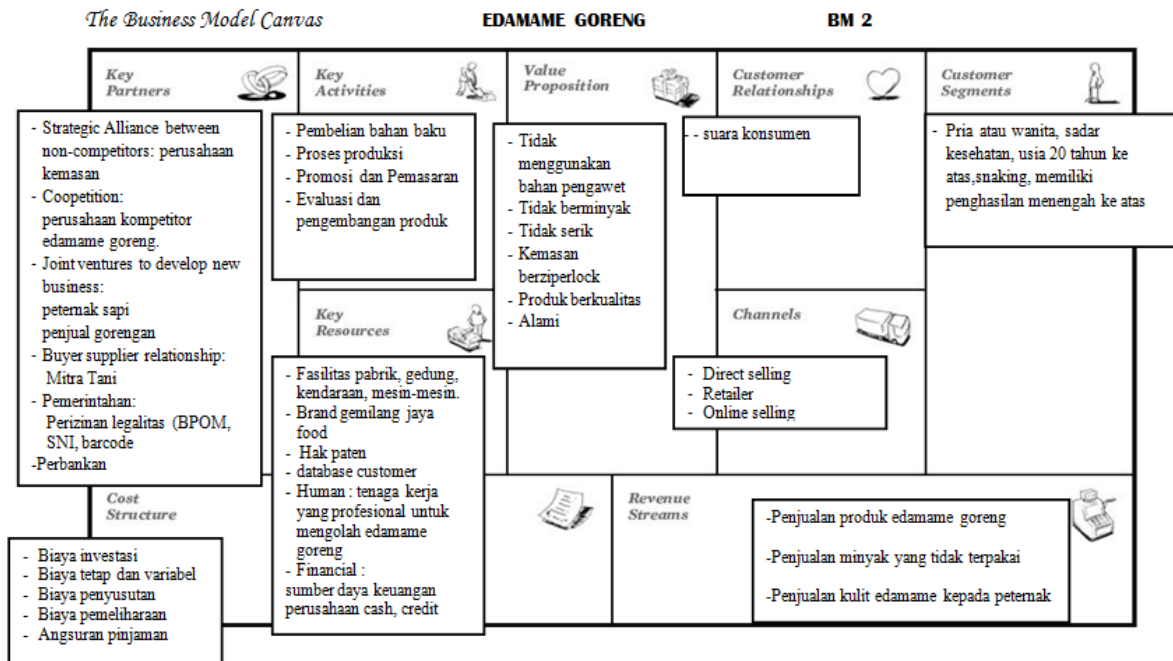 The Business Model Canvas
EDAMAME GORENG
BM 2
Key
Partners
- Strategic Alliance between
non-competitors: perusahaan
kemasan
- Coopetition:
perusahaan kompetitor
edamame goreng.
- Joint ventures to develop new
business:
peternak sapi
penjual gorengan
- Buyer supplier relationship:
Mitra Tani
- Pemerintahan:
Perizinan legalitas (BPOM,
SNI, barcode
-Perbankan
Key
Activities
- Pembelian bahan baku
- Proses produksi
- Promosi dan Pemasaran
- Evaluasi dan
pengembangan produk
Key
Resources
- Fasilitas pabrik, gedung,
kendaraan, mesin-mesin.
- Brand gemilang jaya
food
- Hak paten
- database customer
- Human : tenaga kerja
yang profesional untuk
mengolah edamame
goreng
- Financial :
sumber daya keuangan
perusahaan cash, credit
Value
Proposition
- Tidak
menggunakan
bahan pengawet
- Tidak berminyak
- Tidak serik
- Kemasan
berziperlock
- Produk berkualitas
- Alami
Customer
Relationships
- - suara konsumen
Channels
- Direct selling
- Retailer
- Online selling
Customer
Segments
- Pria atau wanita, sadar
kesehatan, usia 20 tahun ke
atas,snaking, memiliki
penghasilan menengah ke atas
Cost
Structure
- Biaya investasi
- Biaya tetap dan variabel
- Biaya penyusutan
- Biaya pemeliharaan
- Angsuran pinjaman
Revenue
Streams
-Penjualan produk edamame goreng
-Penjualan minyak yang tidak terpakai
-Penjualan kulit edamame kepada peternak